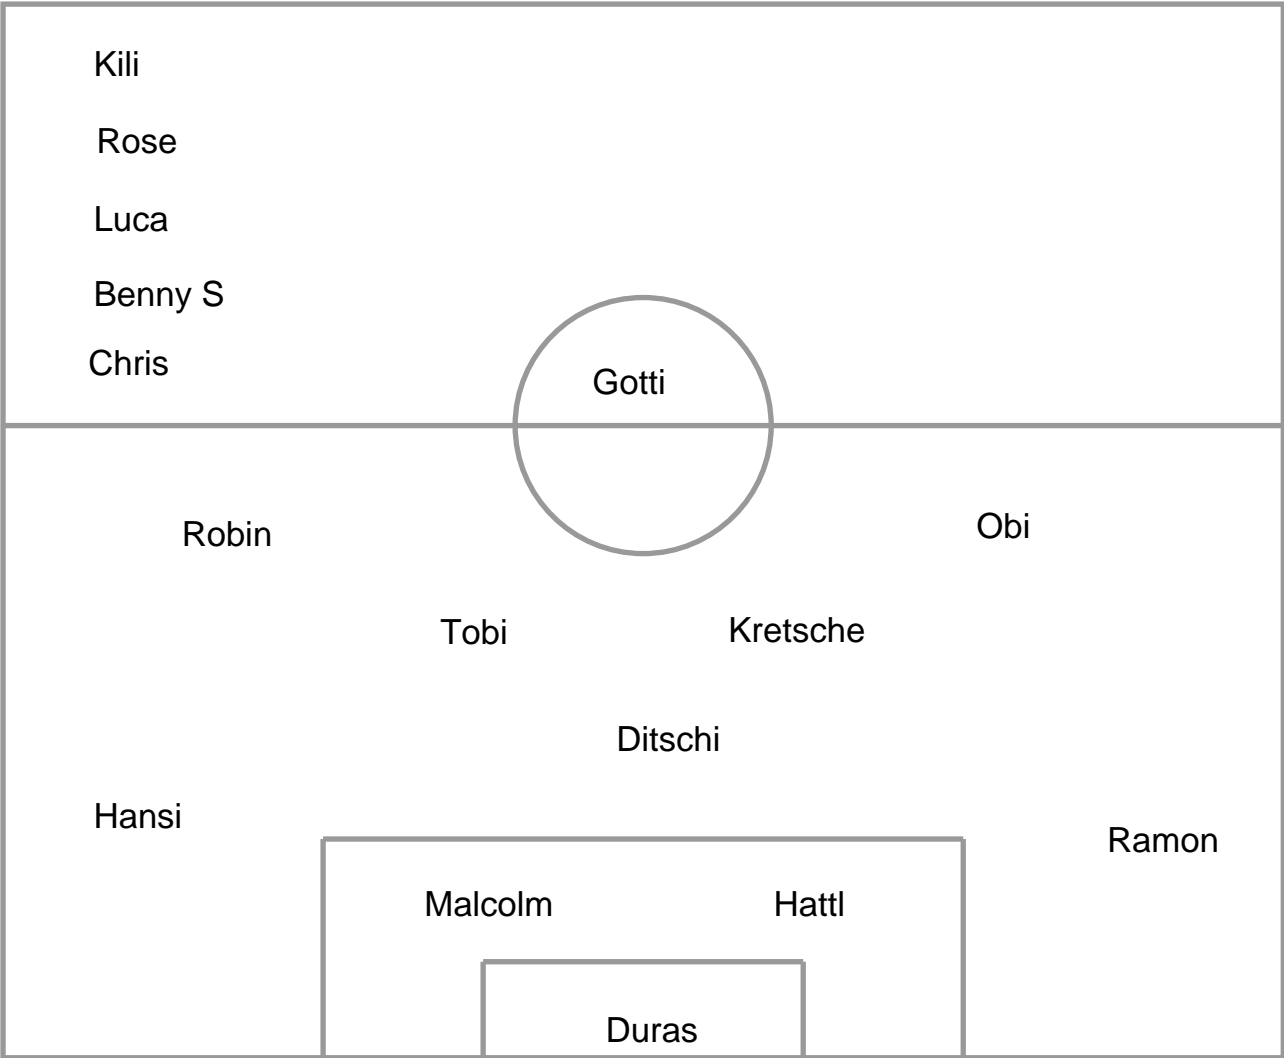 Kili
Rose
Luca
Benny S
Chris
Gotti
Robin
Obi
Tobi
Kretsche
Ditschi
Hansi
Ramon
Malcolm
Hattl
Duras